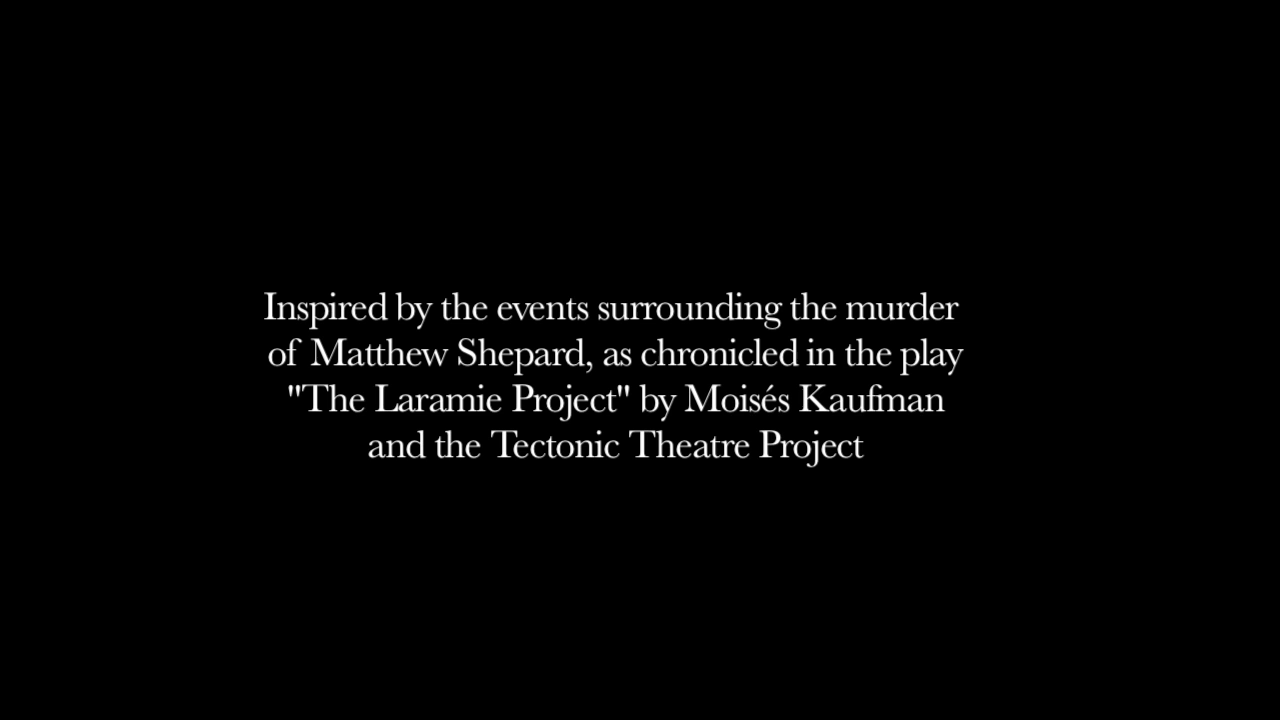 Inspired by the events surrounding the murder
of Matthew Shepard, as chronicled in the play
"The Laramie Project" by Moisés Kaufman
and the Tectonic Theatre Project